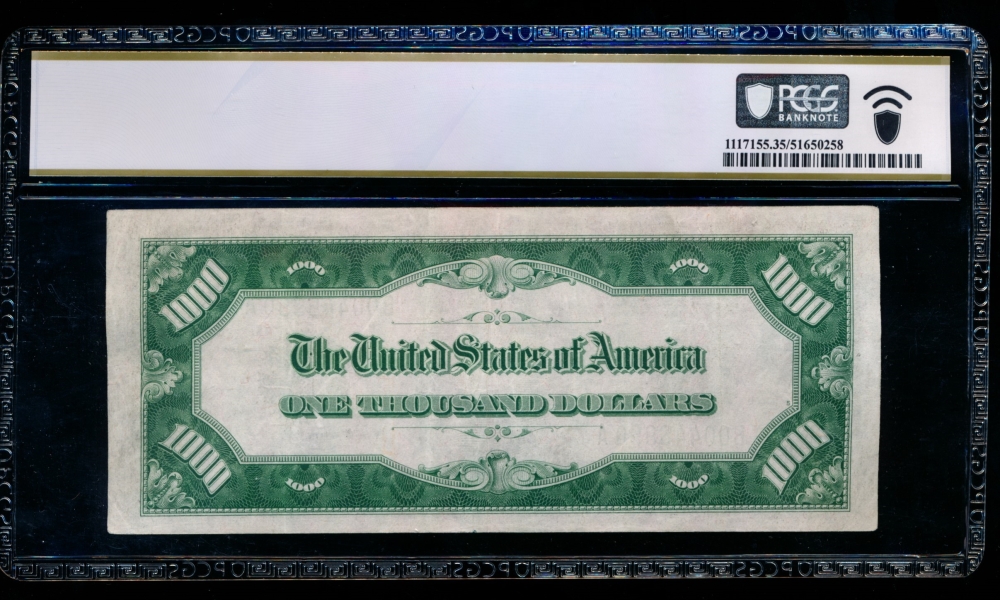 PCGS
BANKNOTE
1117155.35/51650258
1000 1000 1000 1000
The United States of America
ONE THOUSAND DOLLARS
1000 1000 1000 1000